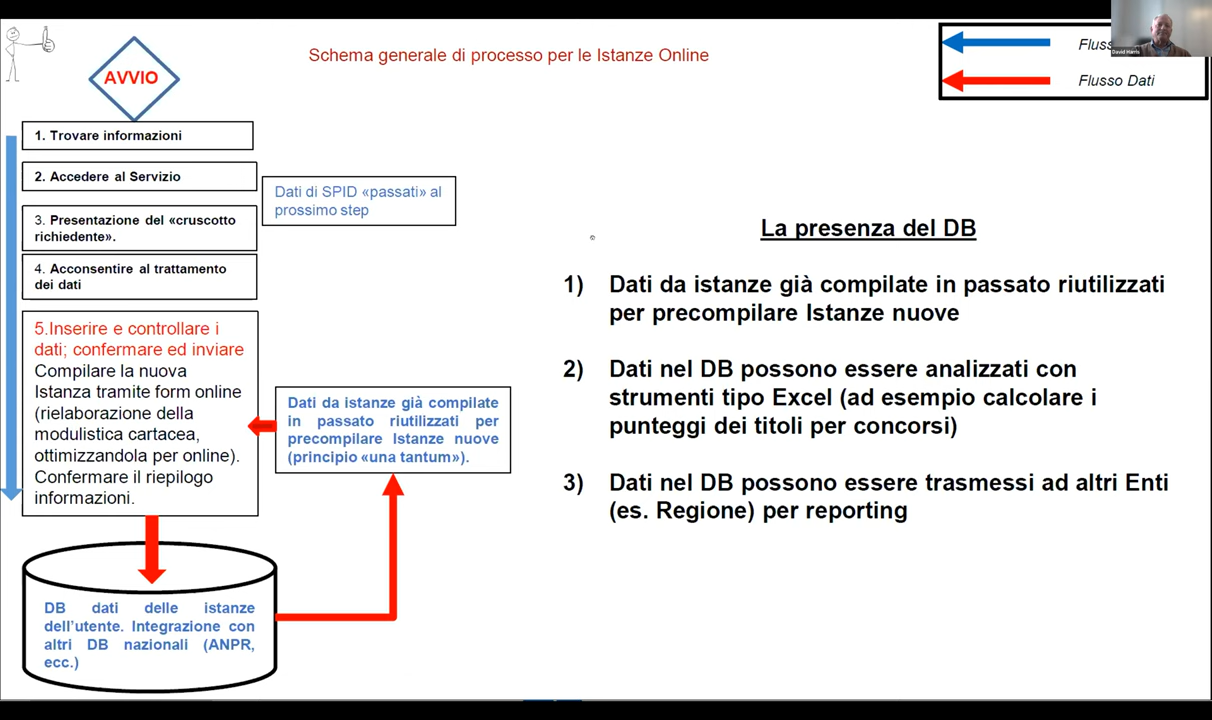 Schema generale di processo per le Istanze Online
AVVIO
Flusso Dati
David Harris
1. Trovare informazioni
2. Accedere al Servizio
Dati di SPID «passati» al
prossimo step
3. Presentazione del «cruscotto
richiedente».
4. Acconsentire al trattamento
dei dati
5.Inserire e controllare i
dati; confermare ed inviare
Compilare la nuova
Istanza tramite form online
(rielaborazione della
modulistica cartacea,
ottimizzandola per online).
Confermare il riepilogo
informazioni.
Dati da istanze già compilate
in passato riutilizzati per
precompilare Istanze nuove
(principio «una tantum»).
DB dati delle istanze
dell'utente. Integrazione con
altri DB nazionali (ANPR,
ecc.)
La presenza del DB
1) Dati da istanze già compilate in passato riutilizzati
per precompilare Istanze nuove
2) Dati nel DB possono essere analizzati con
strumenti tipo Excel (ad esempio calcolare i
punteggi dei titoli per concorsi)
3) Dati nel DB possono essere trasmessi ad altri Enti
(es. Regione) per reporting